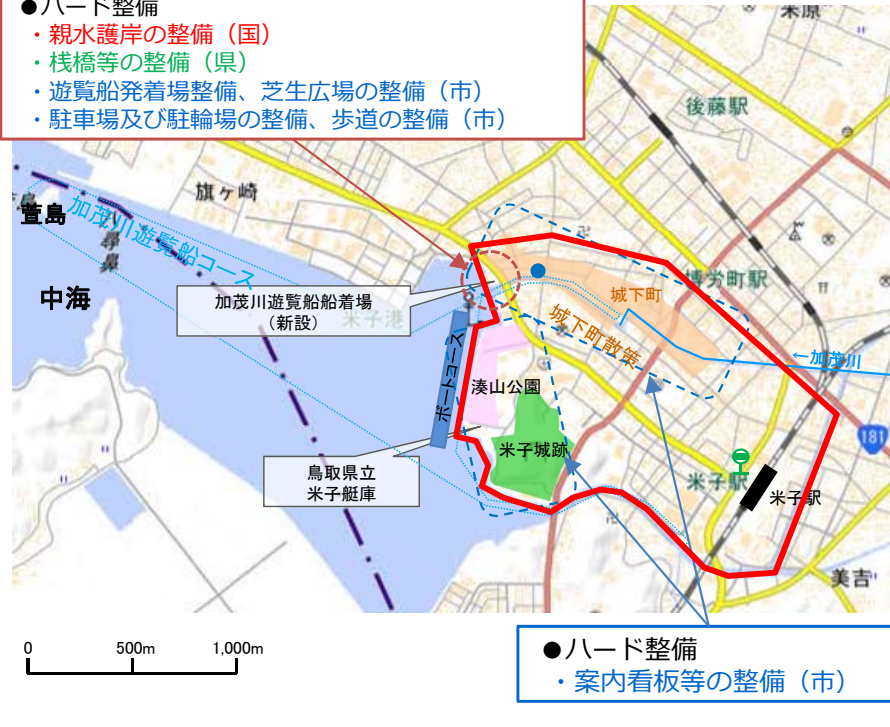 ●ハード整備
・親水護岸の整備（国）
・桟橋等の整備（県）
・遊覧船発着場整備、芝生広場の整備（市）
・駐車場及び駐輪場の整備、歩道の整備（市）
米原
後藤駅
旗ヶ崎
萱島
加茂川遊覧船コース
中海
博労町駅
城下町
加茂川遊覧船船着場
（新設）
米子港
城下町散策
←加茂川
ボートコース
湊山公園
181
米子城跡
鳥取県立
米子艇庫
米子駅
米子駅
美吉
0 500m 1,000m
●ハード整備
・案内看板等の整備（市）